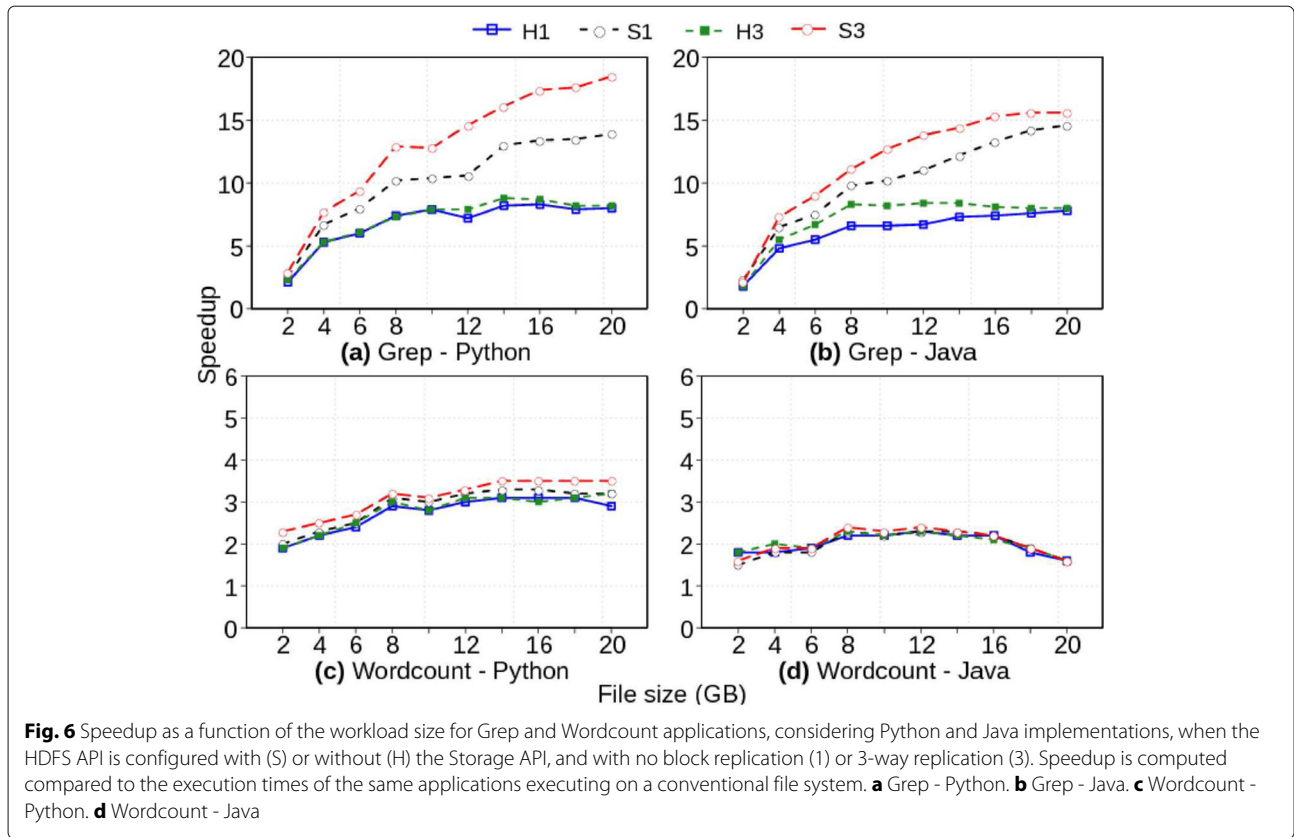 H1 S1 H3 S3
20 20
15 15
10 10
5 5
0 0
2 4 6 8 12 16 20 2 4 6 8 12 16 20
(a) Grep - Python (b) Grep - Java
Speedup
6 6
5 5
4 4
3 3
2 2
1 1
0 0
2 4 6 8 12 16 20 2 4 6 8 12 16 20
(c) Wordcount - Python (d) Wordcount - Java
File size (GB)
Fig. 6 Speedup as a function of the workload size for Grep and Wordcount applications, considering Python and Java implementations, when the
HDFS API is configured with (S) or without (H) the Storage API, and with no block replication (1) or 3-way replication (3). Speedup is computed
compared to the execution times of the same applications executing on a conventional file system. a Grep - Python. b Grep - Java. c Wordcount -
Python. d Wordcount - Java